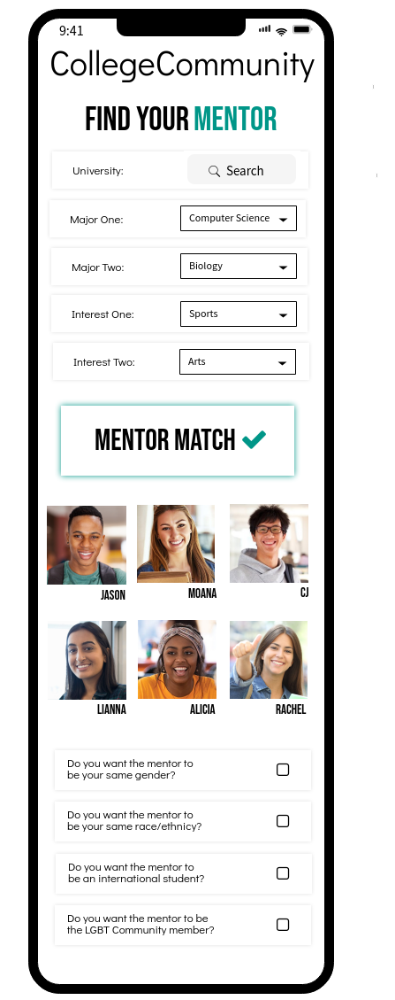 9:41
CollegeCommunity
FIND YOUR MENTOR
University:
Search
Major One:
Computer Science
Major Two:
Biology
Interest One:
Sports
Interest Two:
Arts
MENTOR MATCH
JASON
MOANA
CJ
LIANNA
ALICIA
RACHEL
Do you want the mentor to
be your same gender?
Do you want the mentor to
be your same race/ethnicy?
Do you want the mentor to
be an international student?
Do you want the mentor to be
the LGBT Community member?